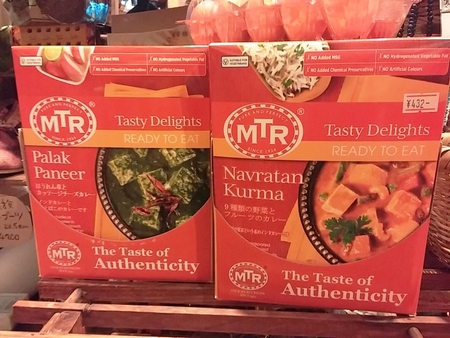 NO Added MSG
NO Hydrogenated Vegetable Fat
NO Added Chemical Preservatives
NO Artificial Colours
MTR
Tasty Delights
READY TO EAT
Palak
Paneer
ほうれん草と
カッテージチーズカレー
MTR
The Taste of
Authenticity
NO Added MSG
NO Hydrogenated Vegetable Fat
NO Added Chemical Preservatives
NO Artificial Colours
¥432-
MTR
SINCE 1924
Tasty Delights
READY TO EAT
Navratan
Kurma
9種類の野菜と
フルーツのカレー
MTR
The Taste of
Authenticity